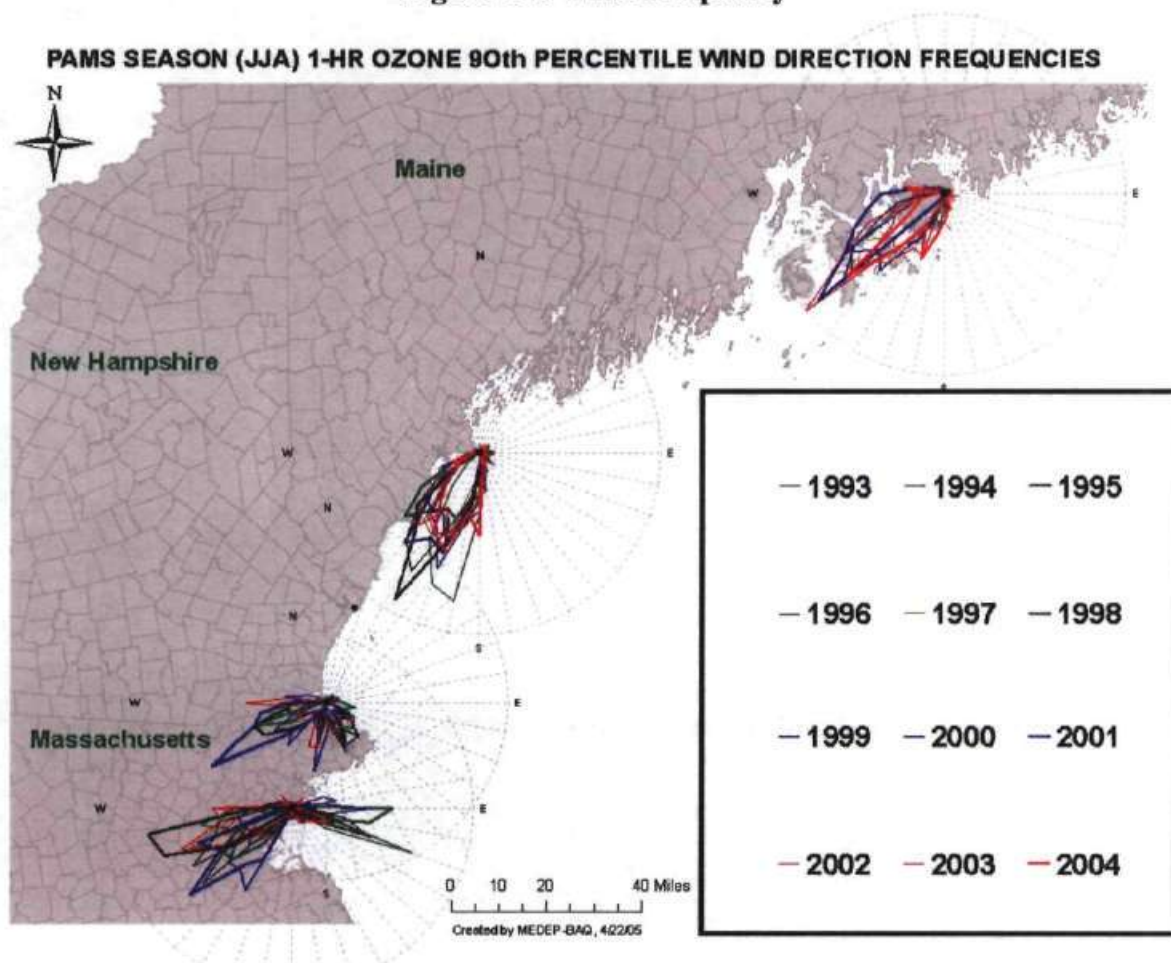 PAMS SEASON (JJA) 1-HR OZONE 90th PERCENTILE WIND DIRECTION FREQUENCIES
N
Maine
W
E
N
New Hampshire
W
E
N
1993 1994 1995
N
1996 1997 1998
S
W
E
Massachusetts
1999 2000 2001
W
E
2002 2003 2004
S
0 10 20 40 Miles
Created by MEDEP-BAQ, 4/22/05